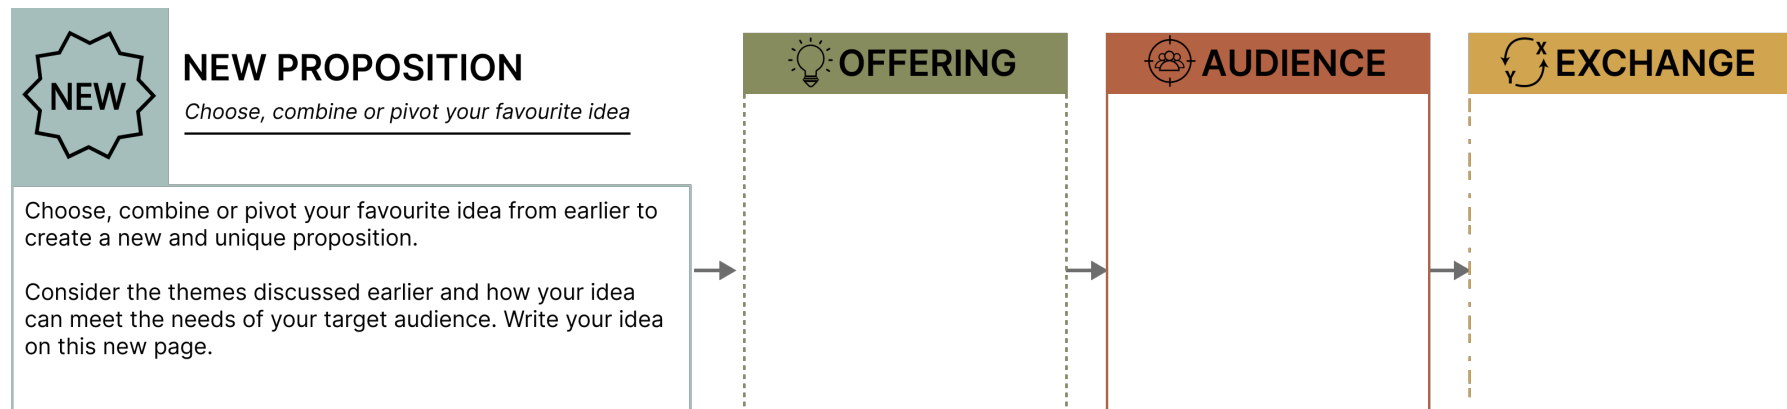 NEW
NEW PROPOSITION
Choose, combine or pivot your favourite idea
Choose, combine or pivot your favourite idea from earlier to
create a new and unique proposition.
Consider the themes discussed earlier and how your idea
can meet the needs of your target audience. Write your idea
on this new page.
OFFERING
AUDIENCE
X
Y
EXCHANGE